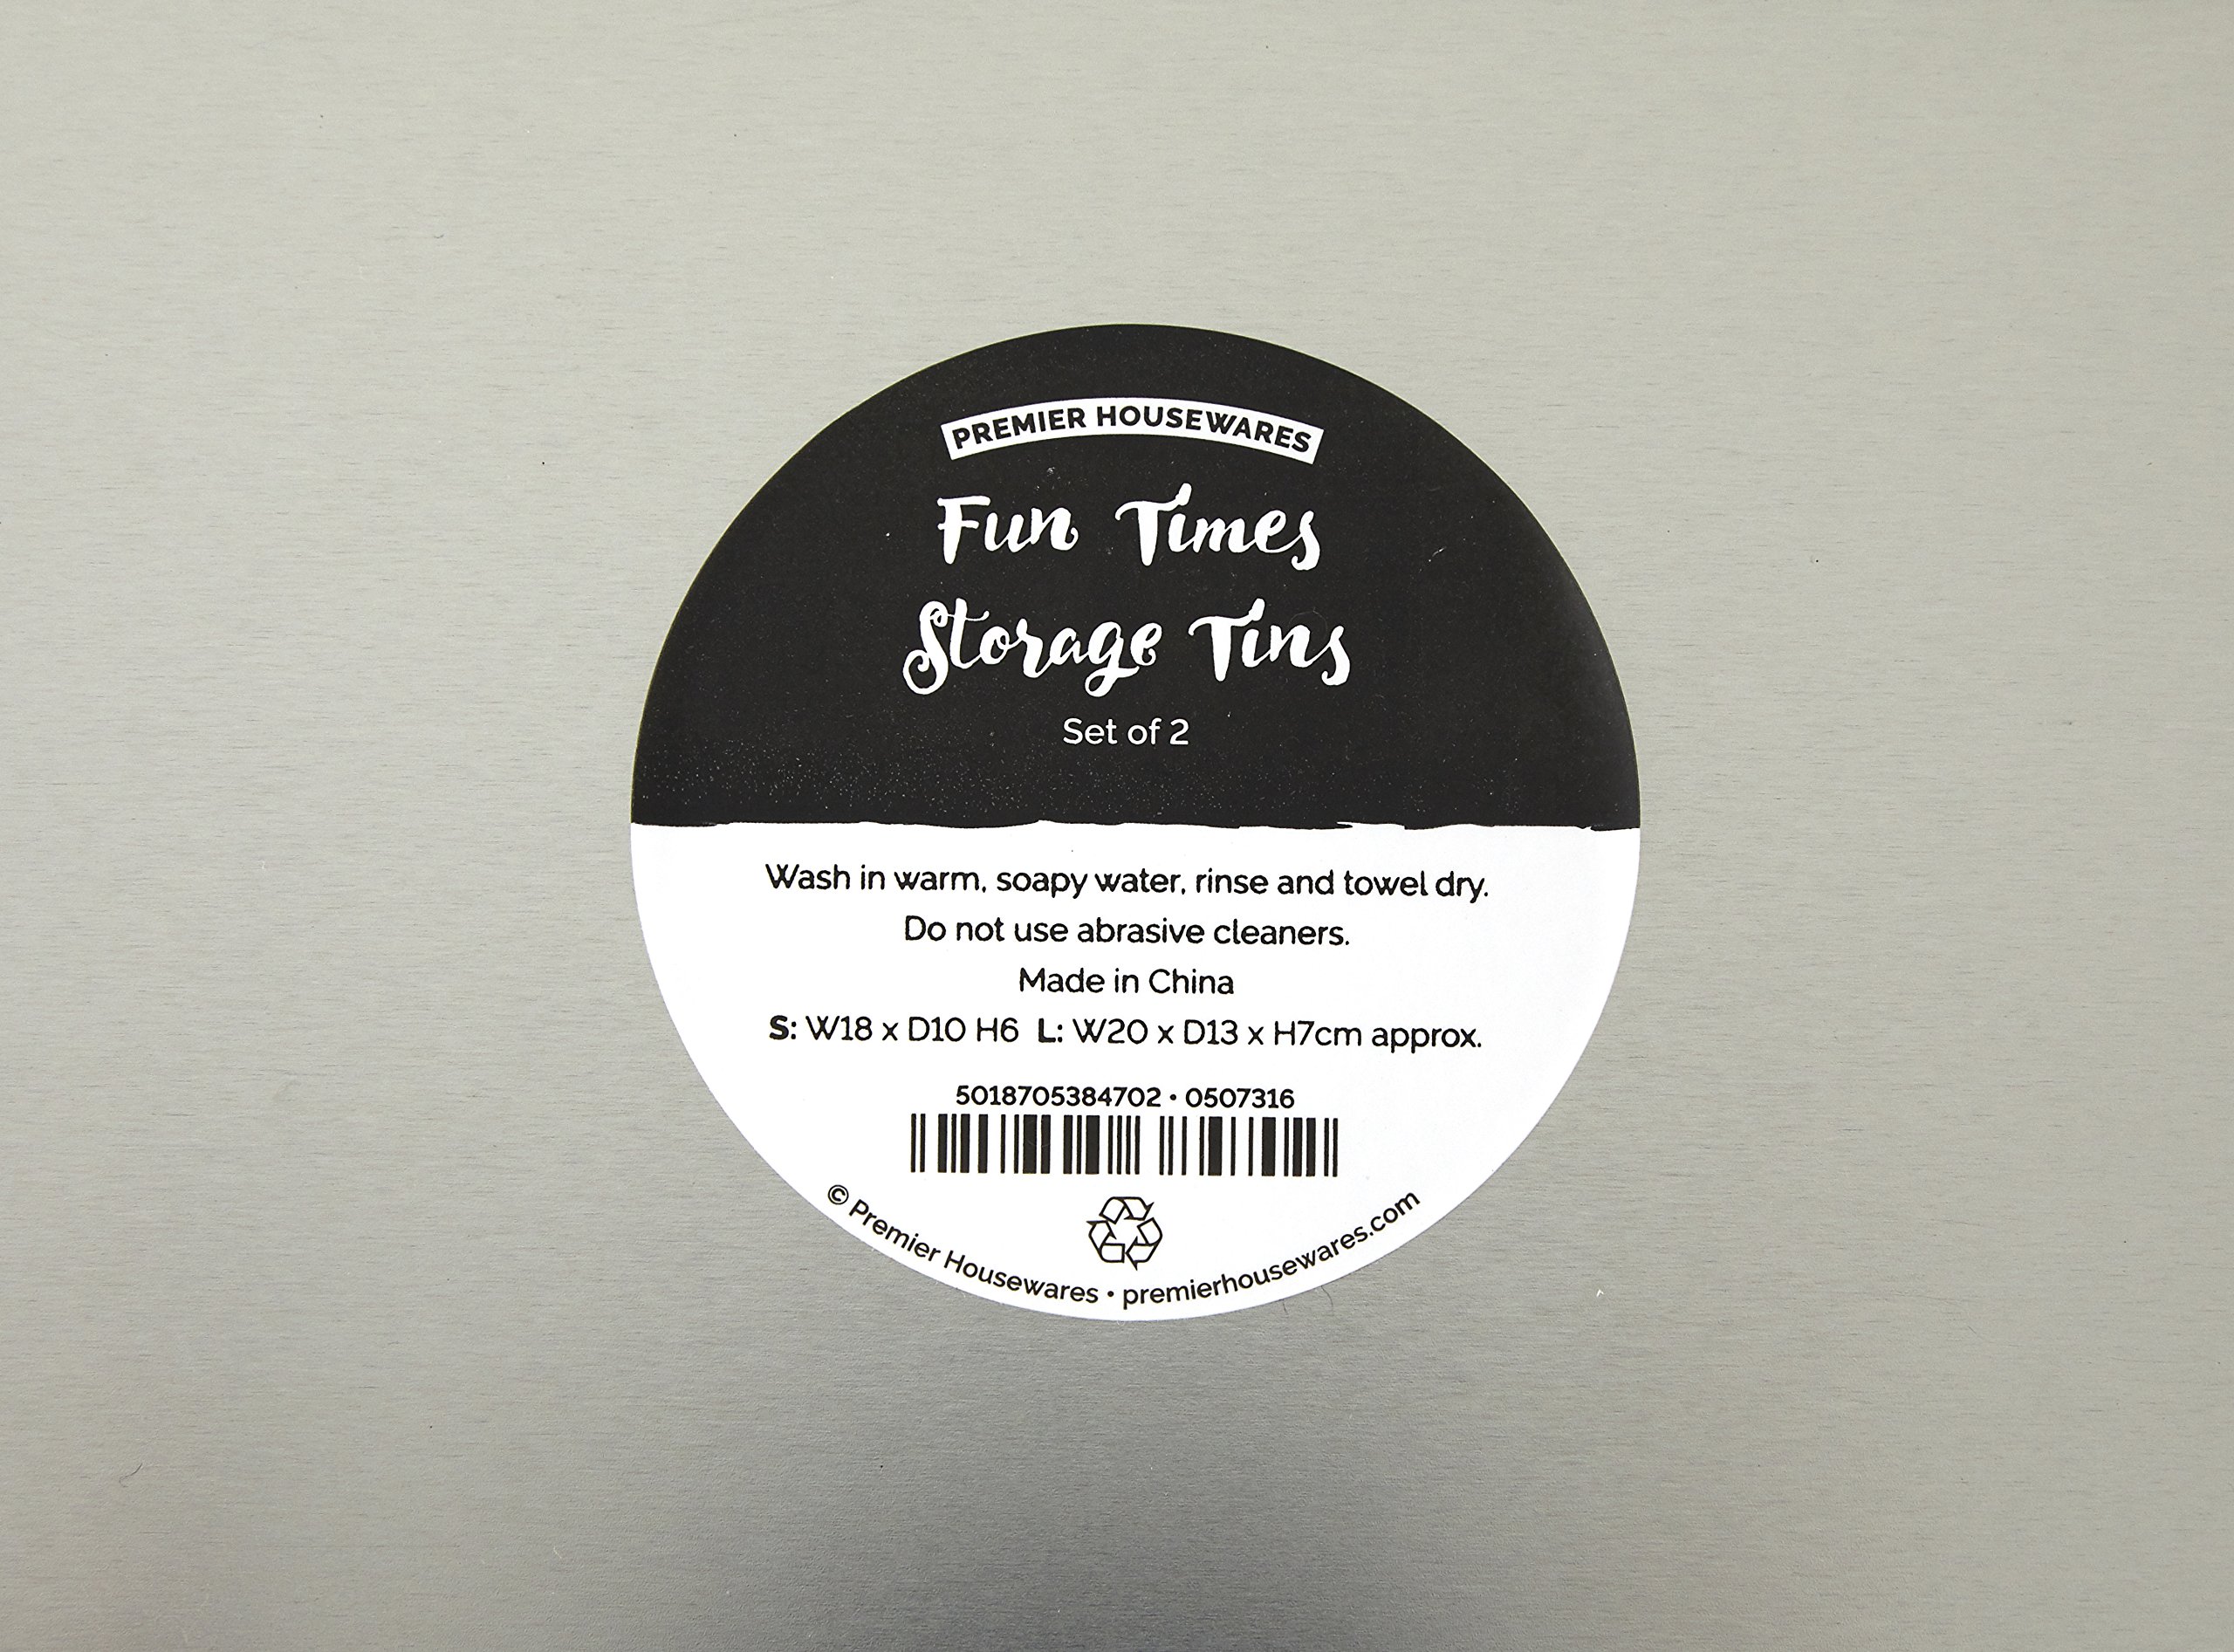 PREMIER HOUSEWARES
Fun Times
Storage Tins
Set of 2
Wash in warm, soapy water, rinse and towel dry.
Do not use abrasive cleaners.
Made in China
S: W18 x D10 H6 L: W20 x D13 x H7cm approx.
5018705384702 • 0507316
© Premier Housewares • premierhousewares.com